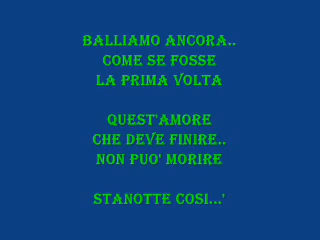 BALLIAMO ANCORA..
COME SE FOSSE
LA PRIMA VOLTA
QUEST'AMORE
CHE DEVE FINIRE..
NON PUO' MORIRE
STANOTTE COSI...'